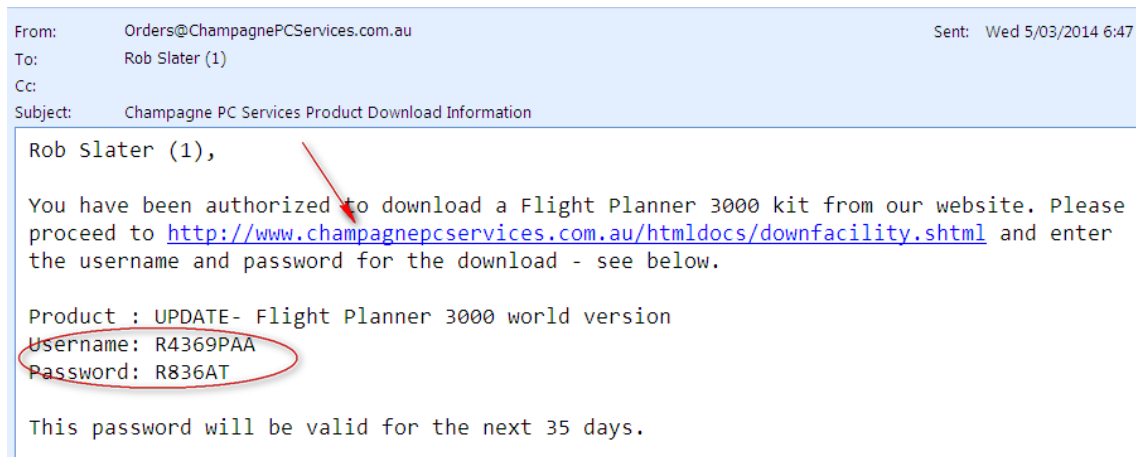 From: Orders@ChampagnePCServices.com.au Sent: Wed 5/03/2014 6:47
To: Rob Slater (1)
Cc:
Subject: Champagne PC Services Product Download Information
Rob Slater (1),
You have been authorized to download a Flight Planner 3000 kit from our website. Please
proceed to http://www.champagnepcservices.com.au/htmldocs/downfacility.shtml and enter
the username and password for the download - see below.
Product : UPDATE- Flight Planner 3000 world version
Username: R4369PAA
Password: R836AT
This password will be valid for the next 35 days.